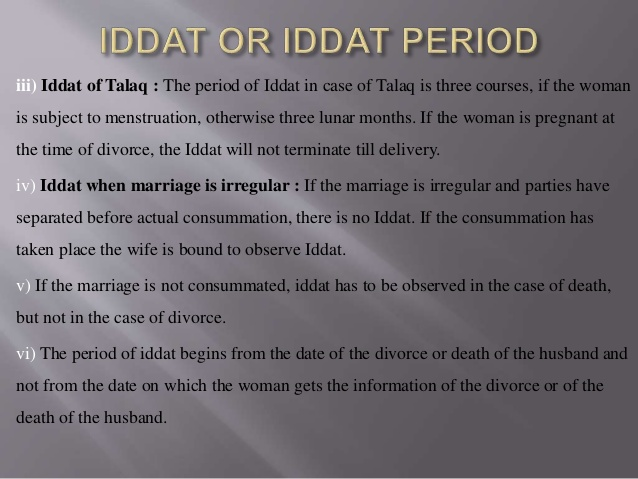 IDDAT OR IDDAT PERIOD
iii) Iddat of Talaq : The period of Iddat in case of Talaq is three courses, if the woman
is subject to menstruation, otherwise three lunar months. If the woman is pregnant at
the time of divorce, the Iddat will not terminate till delivery.
iv) Iddat when marriage is irregular : If the marriage is irregular and parties have
separated before actual consummation, there is no Iddat. If the consummation has
taken place the wife is bound to observe Iddat.
v) If the marriage is not consummated, iddat has to be observed in the case of death,
but not in the case of divorce.
vi) The period of iddat begins from the date of the divorce or death of the husband and
not from the date on which the woman gets the information of the divorce or of the
death of the husband.